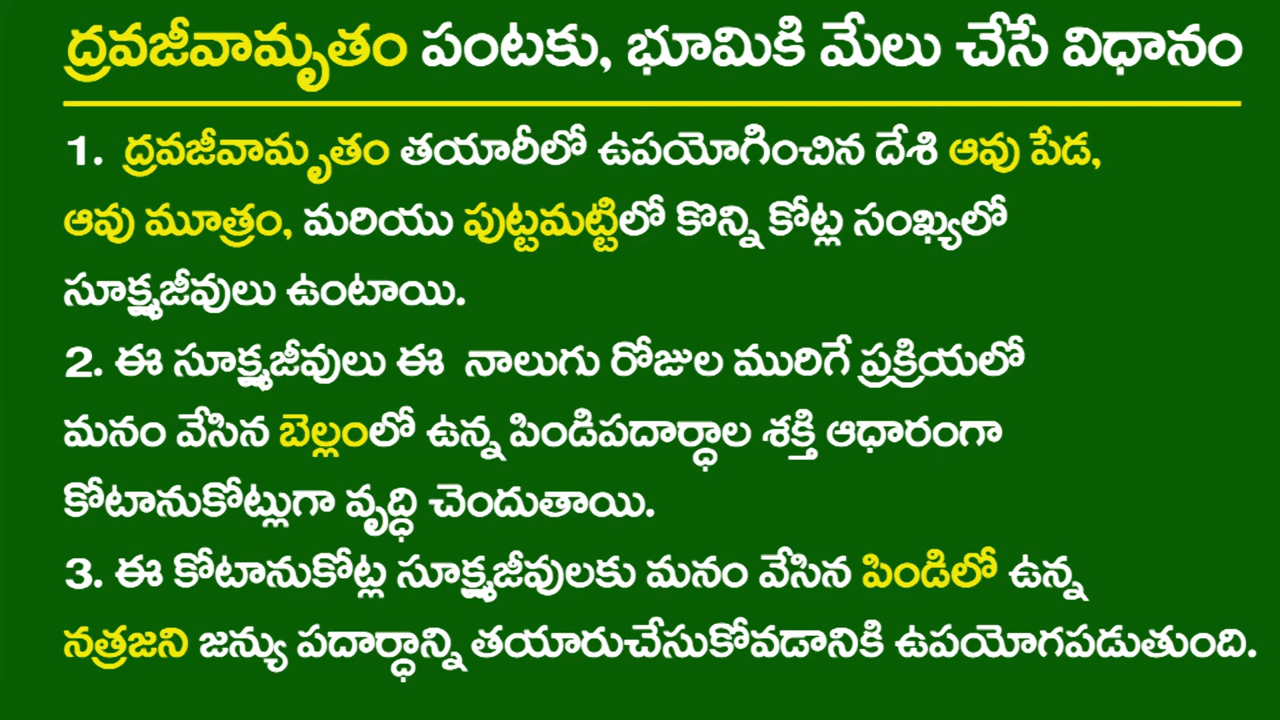 ద్రవజీవామృతం పంటకు, భూమికి మేలు చేసే విధానం
1. ద్రవజీవామృతం తయారీలో ఉపయోగించిన దేశి ఆవు పేడ,
ఆవు మూత్రం, మరియు పుట్టమట్టిలో కొన్ని కోట్ల సంఖ్యలో
సూక్ష్మజీవులు ఉంటాయి.
2. ఈ సూక్ష్మజీవులు ఈ నాలుగు రోజుల మురిగే ప్రక్రియలో
మనం వేసిన బెల్లంలో ఉన్న పిండిపదార్ధాల శక్తి ఆధారంగా
కోటానుకోట్లుగా వృద్ధి చెందుతాయి.
3. ఈ కోటానుకోట్ల సూక్ష్మజీవులకు మనం వేసిన పిండిలో ఉన్న
నత్రజని జన్యు పదార్ధాన్ని తయారుచేసుకోవడానికి ఉపయోగపడుతుంది.